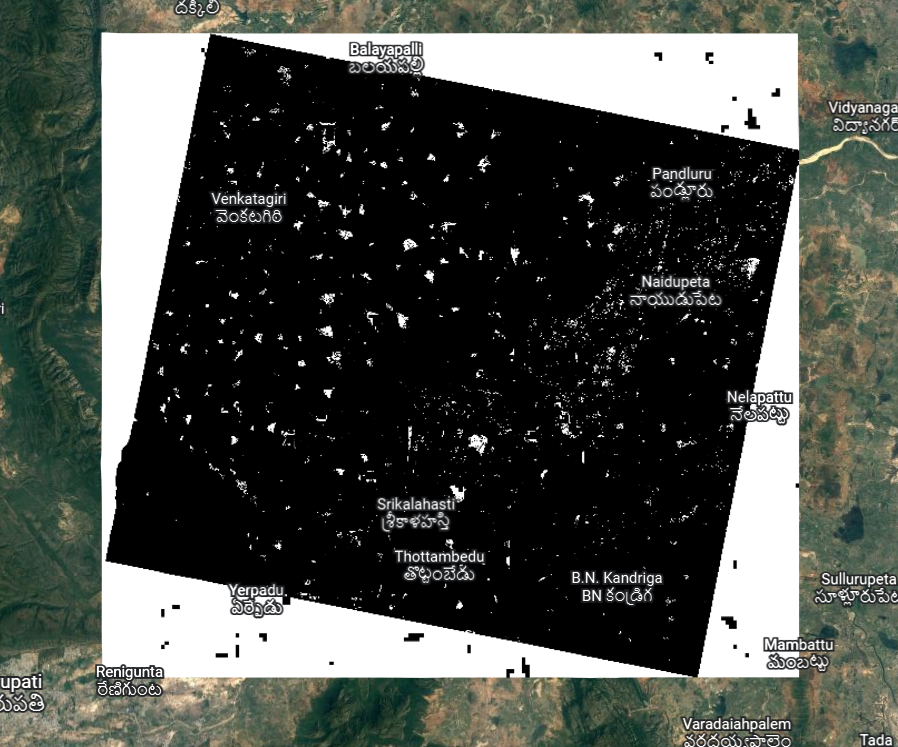 దక్కిలి
Balayapalli
బలయపల్లి
Vidyanaga
విద్యానగర్
Pandluru
పండ్లూరు
Venkatagiri
వెంకటగిరి
Naidupeta
నాయుడుపేట
ri
Nelapattu
నేలపట్టు
Srikalahasti
శ్రీకాళహస్తి
Thottambedu
తొట్టంబేడు
B.N. Kandriga
BN కండ్రిగ
Yerpadu
ఏర్పేడు
Sullurupeta
సూళ్లూరుపేట
Mambattu
మంబట్టు
Renigunta
రేణిగుంట
upati
రుపతి
Varadaiahpalem
వరదయ్యపాలెం
Tada